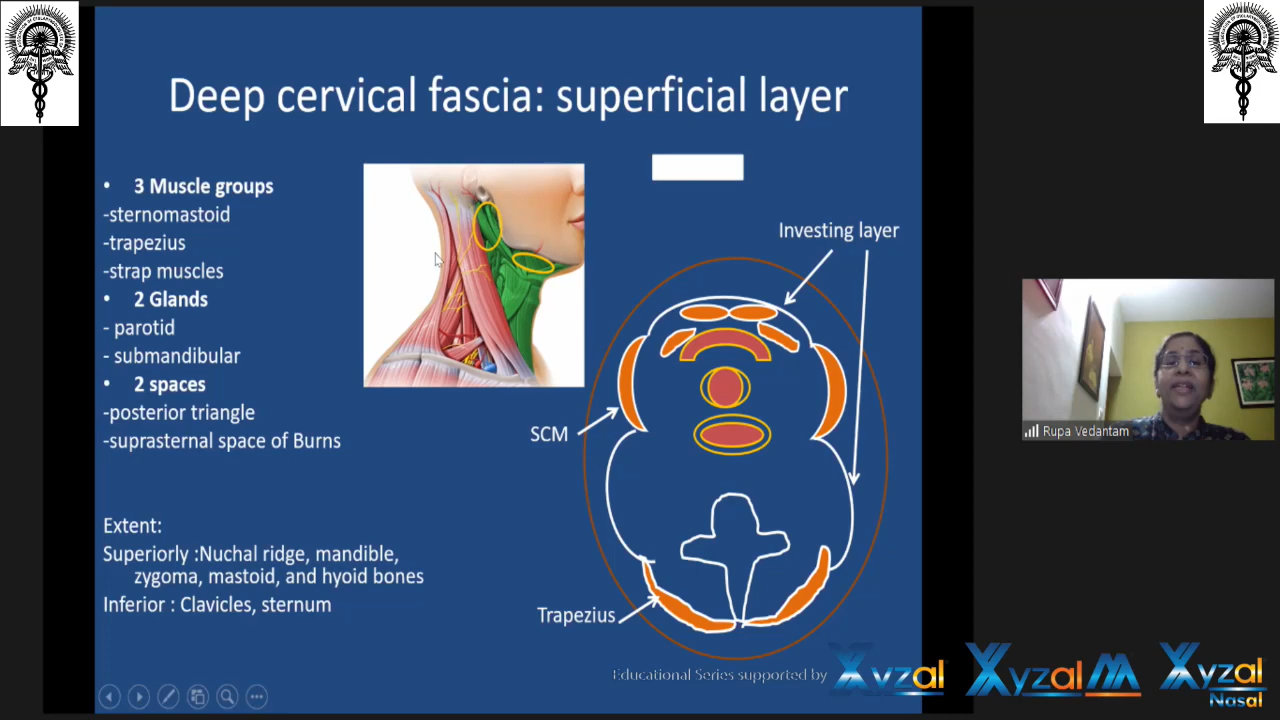 Deep cervical fascia: superficial layer
• 3 Muscle groups
-sternomastoid
-trapezius
-strap muscles
• 2 Glands
- parotid
- submandibular
• 2 spaces
-posterior triangle
-suprasternal space of Burns
Extent:
Superiorly :Nuchal ridge, mandible,
zygoma, mastoid, and hyoid bones
Inferior : Clavicles, sternum
Investing layer
SCM
Trapezius
Rupa Vedantam
Educational Series supported by
Xyzal
Xyzal M
Xyzal
Nasal